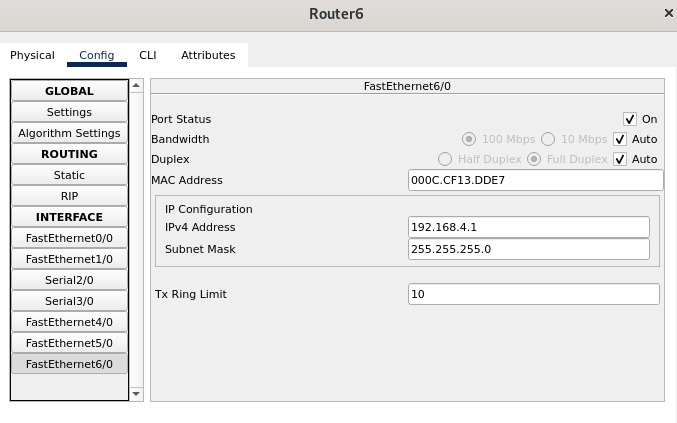 Router6
Physical Config CLI Attributes
GLOBAL
Settings
Algorithm Settings
ROUTING
Static
RIP
INTERFACE
FastEthernet0/0
FastEthernet1/0
Serial2/0
Serial3/0
FastEthernet4/0
FastEthernet5/0
FastEthernet6/0
FastEthernet6/0
Port Status On
Bandwidth 100 Mbps 10 Mbps Auto
Duplex Half Duplex Full Duplex Auto
MAC Address 000C.CF13.DDE7
IP Configuration
IPv4 Address 192.168.4.1
Subnet Mask 255.255.255.0
Tx Ring Limit 10